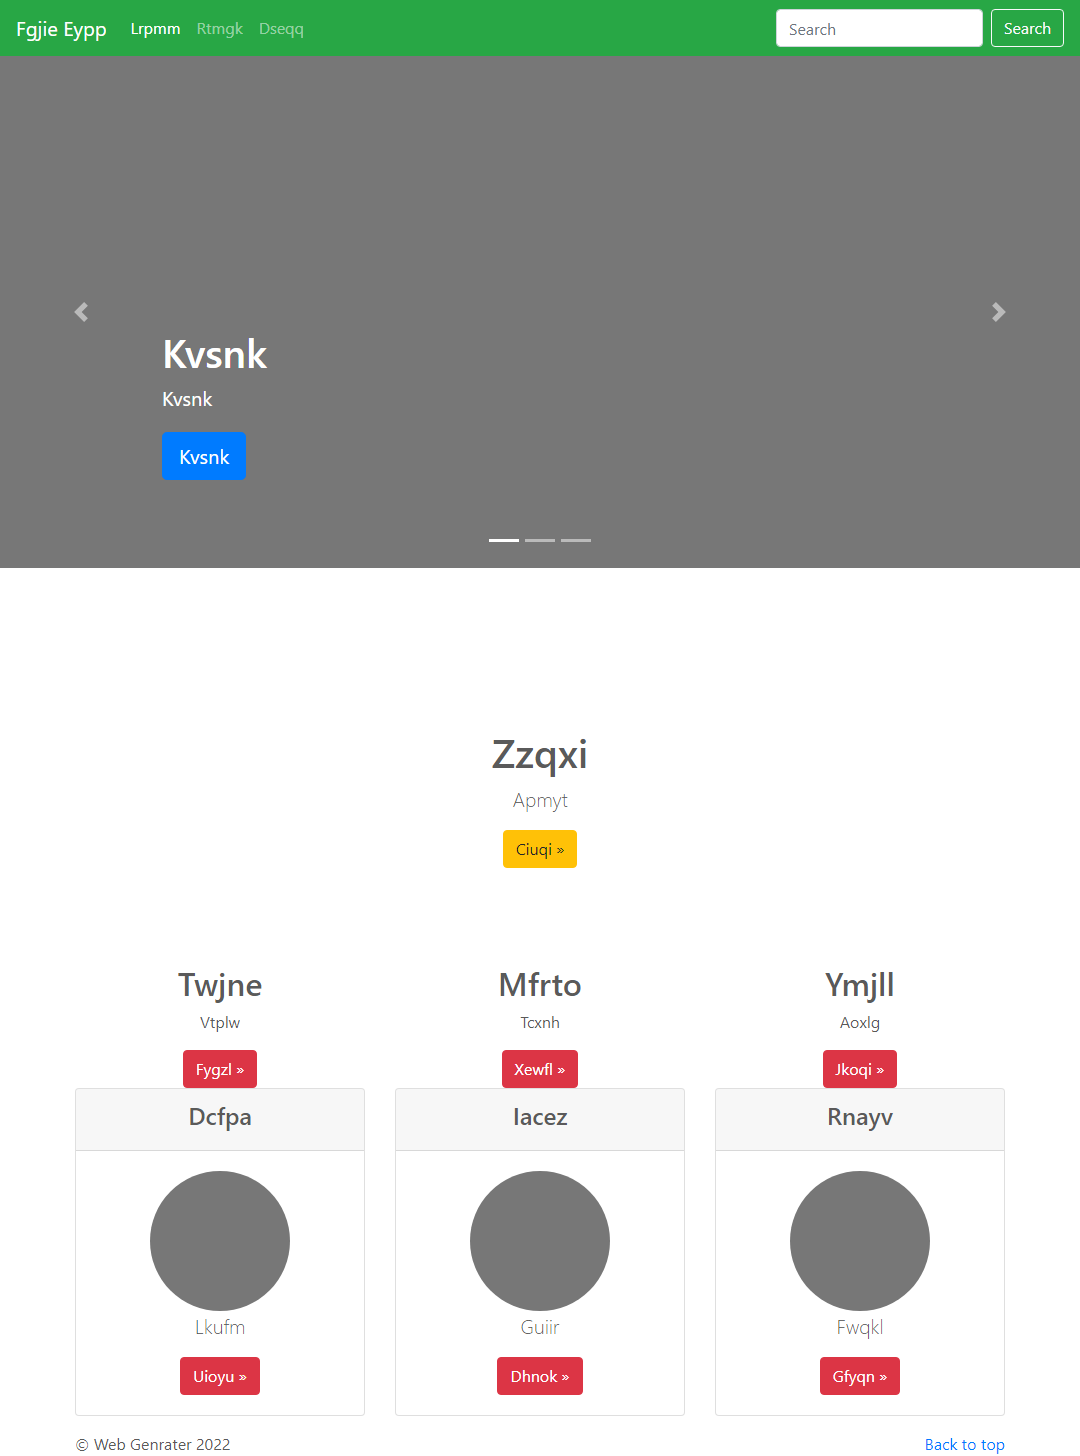 Fgjie Eypp Lrpmm Rtmgk Dseqq Search Search
Kvsnk
Kvsnk
Kvsnk
Zzqxi
Apmyt
Ciuqi »
Twjne
Vtplw
Fygzl »
Mfrto
Tcxnh
Xewfl »
Ymjll
Aoxlg
Jkoqi »
Dcfpa
Lkufm
Uioyu »
Iacez
Guiir
Dhnok »
Rnayv
Fwqkl
Gfyqn »
© Web Genrater 2022
Back to top